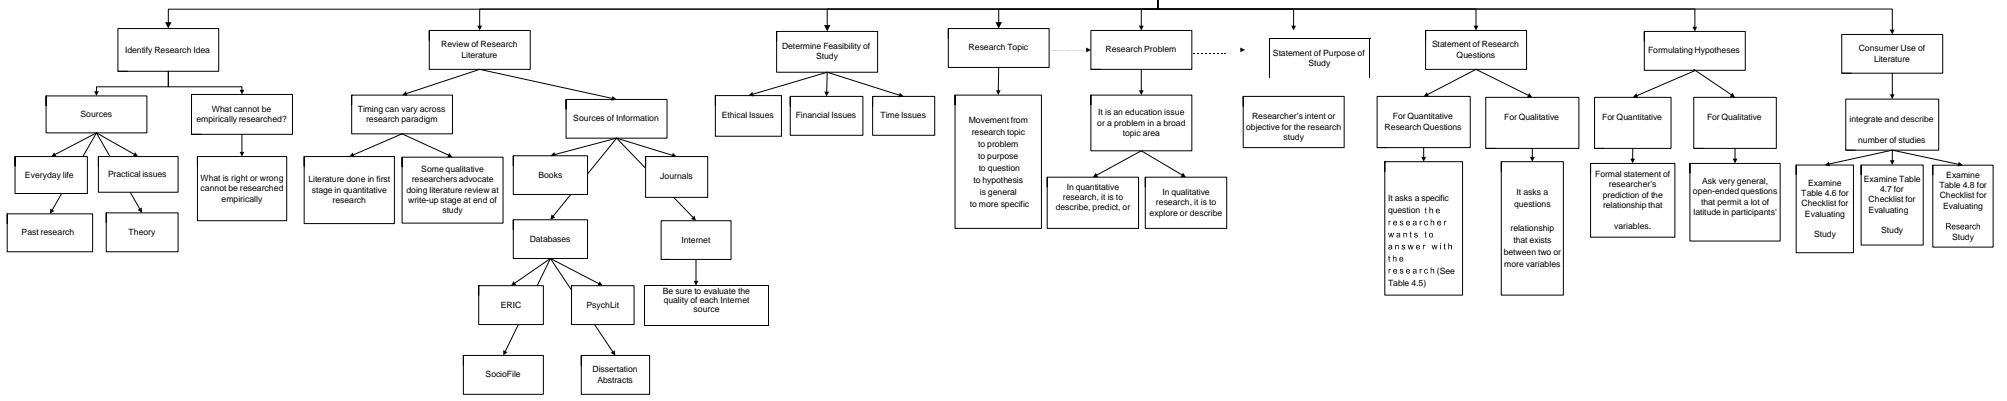 Identify Research Idea
Review of Research
Literature
Determine Feasibility of
Study
Research Topic
Research Problem
Statement of Purpose of
Study
Statement of Research
Questions
Formulating Hypotheses
Consumer Use of
Literature
Sources
What cannot be
empirically researched?
Timing can vary across
research paradigm
Sources of Information
Ethical Issues
Financial Issues
Time Issues
Movement from
research topic
to problem
to purpose
to question
to hypothesis
is general
to more specific
It is an education issue
or a problem in a broad
topic area
Researcher's intent or
objective for the research
study
For Quantitative
Research Questions
For Qualitative
For Quantitative
For Qualitative
integrate and describe
number of studies
Everyday life
Practical issues
What is right or wrong
cannot be researched
empirically
Literature done in first
stage in quantitative
research
Some qualitative
researchers advocate
doing literature review at
write-up stage at end of
study
Books
Journals
In quantitative
research, it is to
describe, predict, or
In qualitative
research, it is to
explore or describe
It asks a specific
question the
researcher
wants to
answer with
the
research (See
Table 4.5)
It asks a
questions
relationship
that exists
between two or
more variables
Formal statement of
researcher's
prediction of the
relationship that
variables.
Ask very general,
open-ended questions
that permit a lot of
latitude in participants'
Examine
Table 4.6 for
Checklist for
Evaluating
Study
Examine Table
4.7 for
Checklist for
Evaluating
Study
Examine
Table 4.8 for
Checklist for
Evaluating
Research
Study
Past research
Theory
Databases
Internet
ERIC
PsychLit
Be sure to evaluate the
quality of each Internet
source
SocioFile
Dissertation
Abstracts